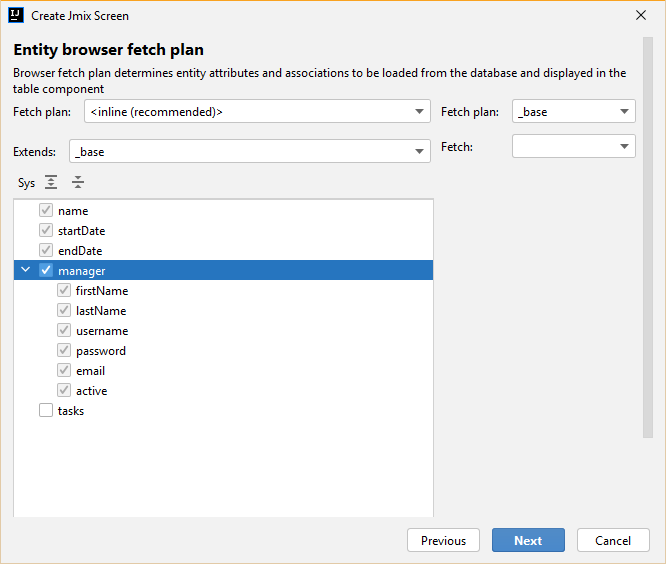 IJ
Create Jmix Screen
Entity browser fetch plan
Browser fetch plan determines entity attributes and associations to be loaded from the database and displayed in the
table component
Fetch plan: <inline (recommended)> Fetch plan: _base
Extends: _base Fetch:
Sys
name
startDate
endDate
manager
firstName
lastName
username
password
email
active
tasks
Previous Next Cancel